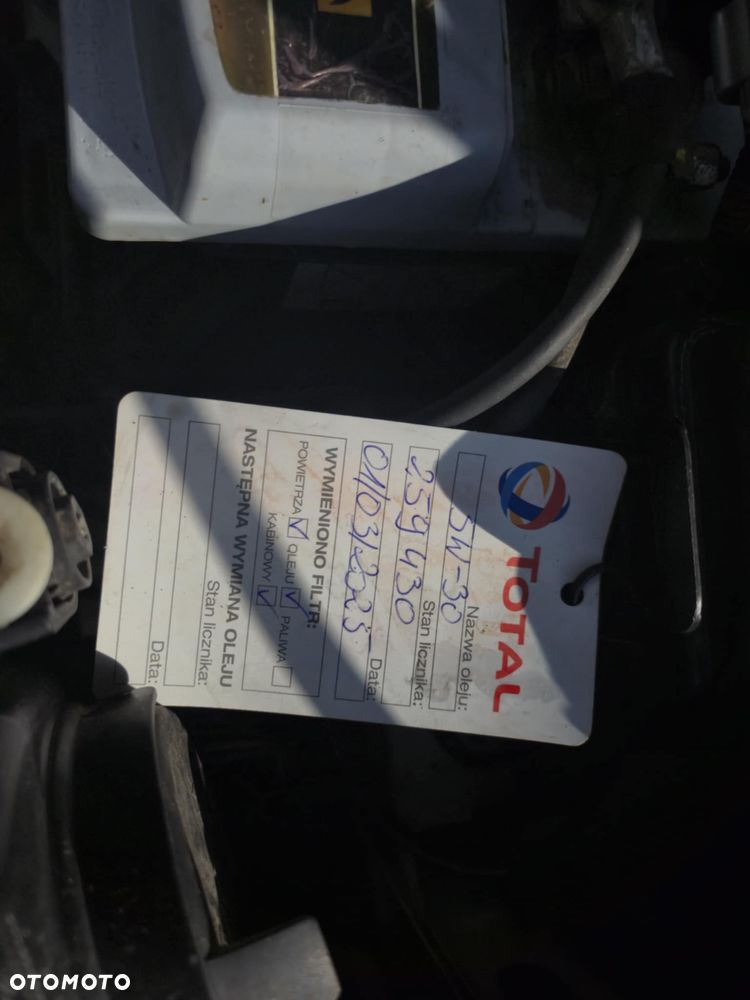 TOTAL
Nazwa oleju:
5W-30
Stan licznika:
259430
Data:
01/03/2025
WYMIENIONO FILTR:
POWIETRZA OLEJU PALIWA
KABINOWY
NASTĘPNA WYMIANA OLEJU
Stan licznika:
Data:
OTOMOTO